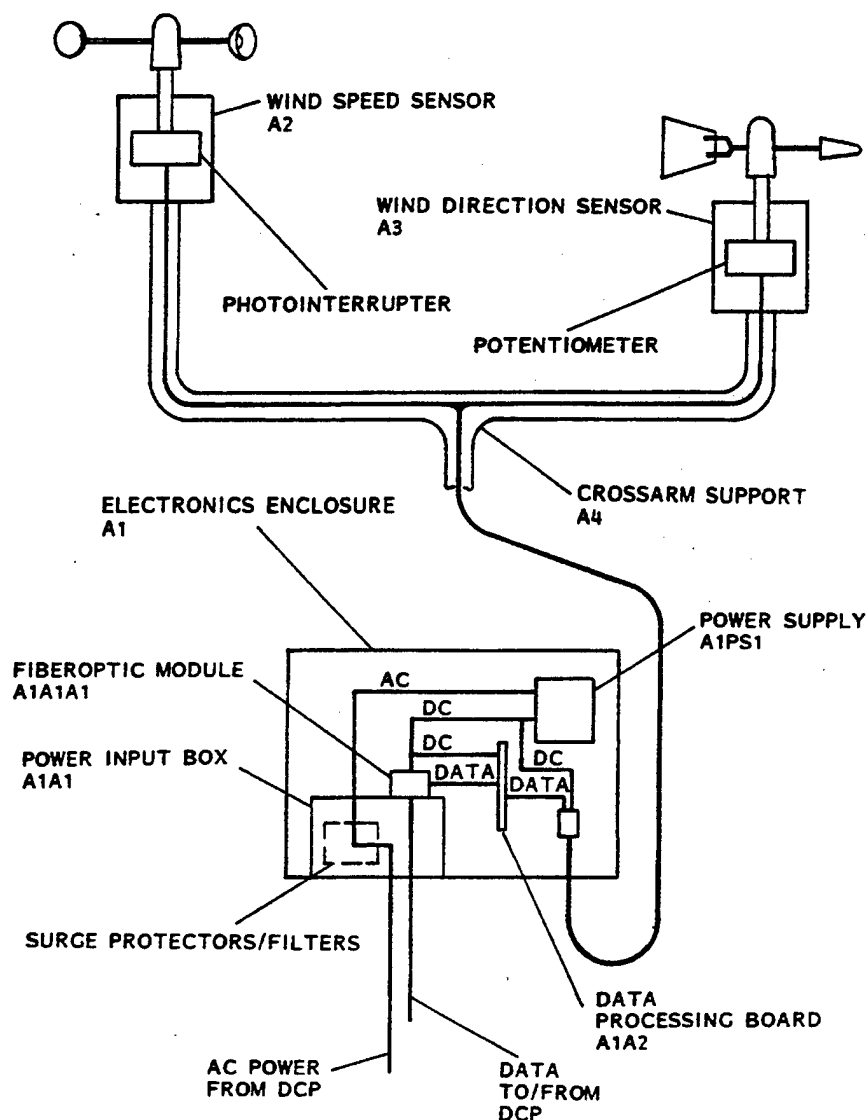 WIND SPEED SENSOR
A2
WIND DIRECTION SENSOR
A3
PHOTOINTERRUPTER
POTENTIOMETER
ELECTRONICS ENCLOSURE
A1
CROSSARM SUPPORT
A4
POWER SUPPLY
A1PS1
FIBEROPTIC MODULE
A1A1A1
AC
DC
POWER INPUT BOX
A1A1
DC
DC
DATA
DATA
SURGE PROTECTORS/FILTERS
DATA
PROCESSING BOARD
A1A2
AC POWER
FROM DCP
DATA
TO/FROM
DCP